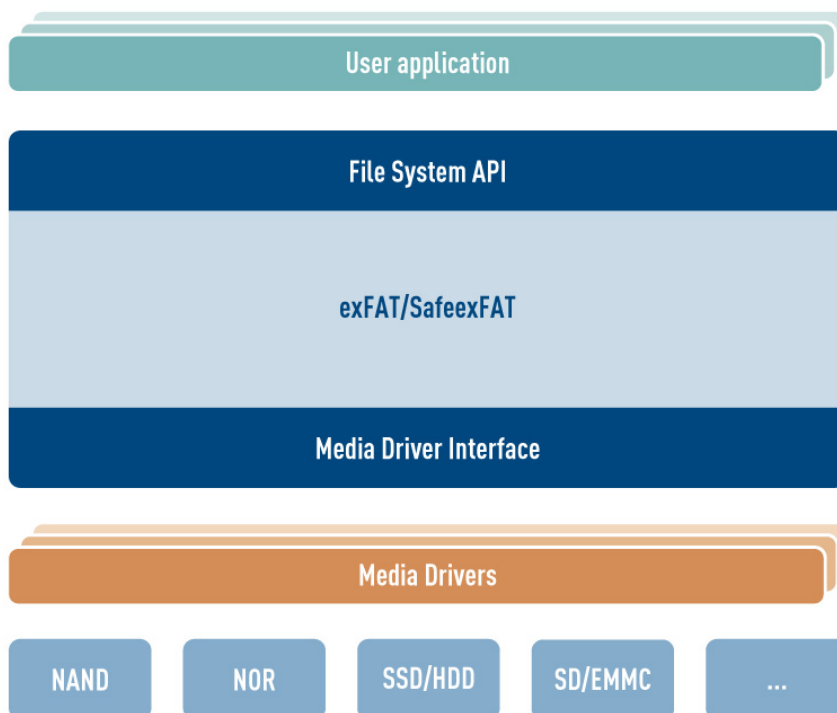 User application
File System API
exFAT/SafeexFAT
Media Driver Interface
Media Drivers
NAND NOR SSD/HDD SD/EMMC ...